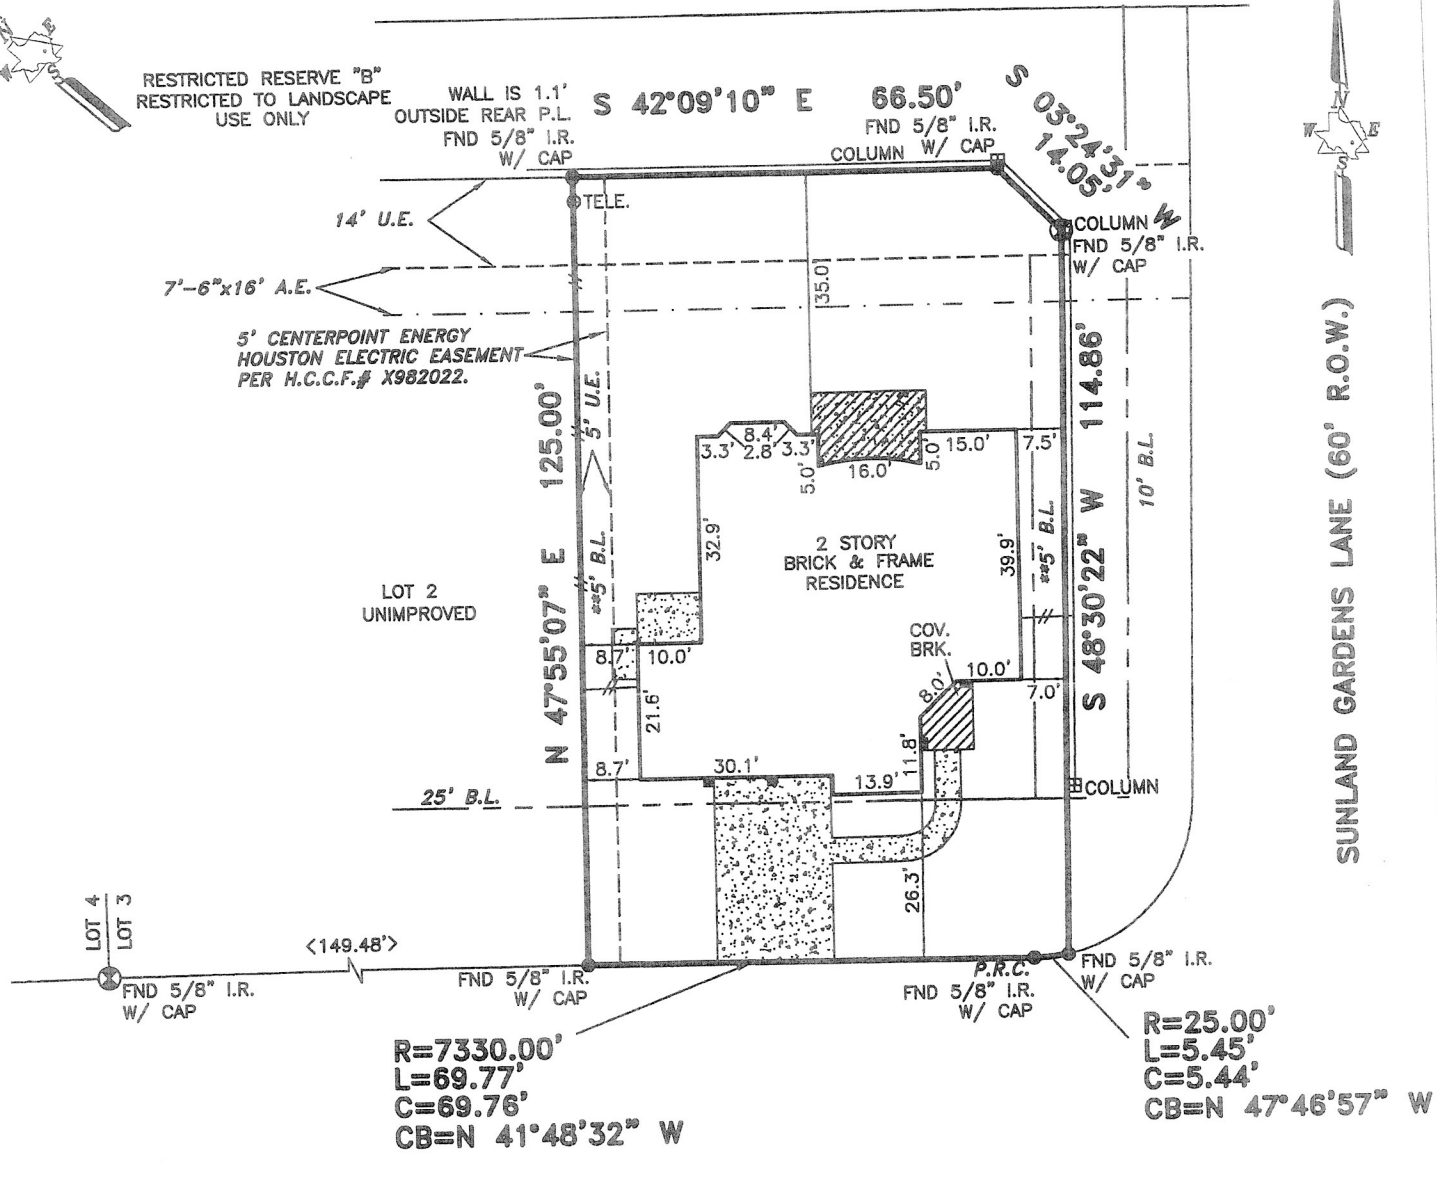 N
E
S
RESTRICTED RESERVE "B"
RESTRICTED TO LANDSCAPE
USE ONLY
WALL IS 1.1'
OUTSIDE REAR P.L.
FND 5/8" I.R.
W/ CAP
S 42°09'10" E 66.50'
FND 5/8" I.R.
W/ CAP
COLUMN
S 03°24'31" W
14.05'
N
W E
S
TELE.
14' U.E.
COLUMN
FND 5/8" I.R.
W/ CAP
7'-6"x16' A.E.
35.0'
5' CENTERPOINT ENERGY
HOUSTON ELECTRIC EASEMENT
PER H.C.C.F.# X982022.
N 47°55'07" E 125.00'
5' U.E.
**5' B.L.
3.3'
8.4'
2.8'
3.3'
5.0'
16.0'
5.0'
15.0'
7.5'
S 48°30'22" W 114.86'
10' B.L.
SUNLAND GARDENS LANE (60' R.O.W.)
32.9'
2 STORY
BRICK & FRAME
RESIDENCE
39.9'
**5' B.L.
LOT 2
UNIMPROVED
COV.
BRK.
8.7'
10.0'
8.0'
10.0'
7.0'
21.6'
11.8'
8.7'
30.1'
13.9'
COLUMN
25' B.L.
26.3'
LOT 4
LOT 3
<149.48'>
FND 5/8" I.R.
W/ CAP
FND 5/8" I.R.
W/ CAP
P.R.C.
FND 5/8" I.R.
W/ CAP
FND 5/8" I.R.
W/ CAP
R=7330.00'
L=69.77'
C=69.76'
CB=N 41°48'32" W
R=25.00'
L=5.45'
C=5.44'
CB=N 47°46'57" W